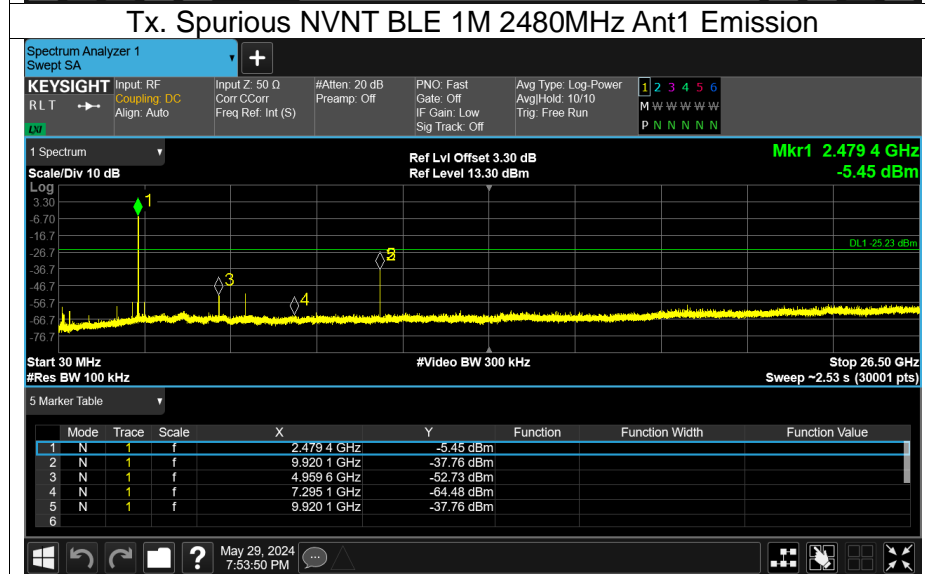 Tx. Spurious NVNT BLE 1M 2480MHz Ant1 Emission
Spectrum Analyzer 1
Swept SA
+
KEYSIGHT Input: RF Input Z: 50 Ω #Atten: 20 dB PNO: Fast Avg Type: Log-Power 1 2 3 4 5 6
RLT Coupling: DC Corr CCorr Preamp: Off Gate: Off Avg|Hold: 10/10 M W W W W W
Align: Auto Freq Ref: Int (S) IF Gain: Low Trig: Free Run
LXI Sig Track: Off P N N N N N
1 Spectrum
Ref Lvl Offset 3.30 dB Mkr1 2.479 4 GHz
Scale/Div 10 dB Ref Level 13.30 dBm -5.45 dBm
Log
3.30
-6.70
-16.7
-26.7
-36.7
-46.7
-56.7
-66.7
-76.7
1
2
3
4
DL1 -25.23 dBm
Start 30 MHz #Video BW 300 kHz Stop 26.50 GHz
#Res BW 100 kHz Sweep ~2.53 s (30001 pts)
5 Marker Table
Mode Trace Scale X Y Function Function Width Function Value
1 N 1 f 2.479 4 GHz -5.45 dBm
2 N 1 f 9.920 1 GHz -37.76 dBm
3 N 1 f 4.959 6 GHz -52.73 dBm
4 N 1 f 7.295 1 GHz -64.48 dBm
5 N 1 f 9.920 1 GHz -37.76 dBm
6
? May 29, 2024
7:53:50 PM